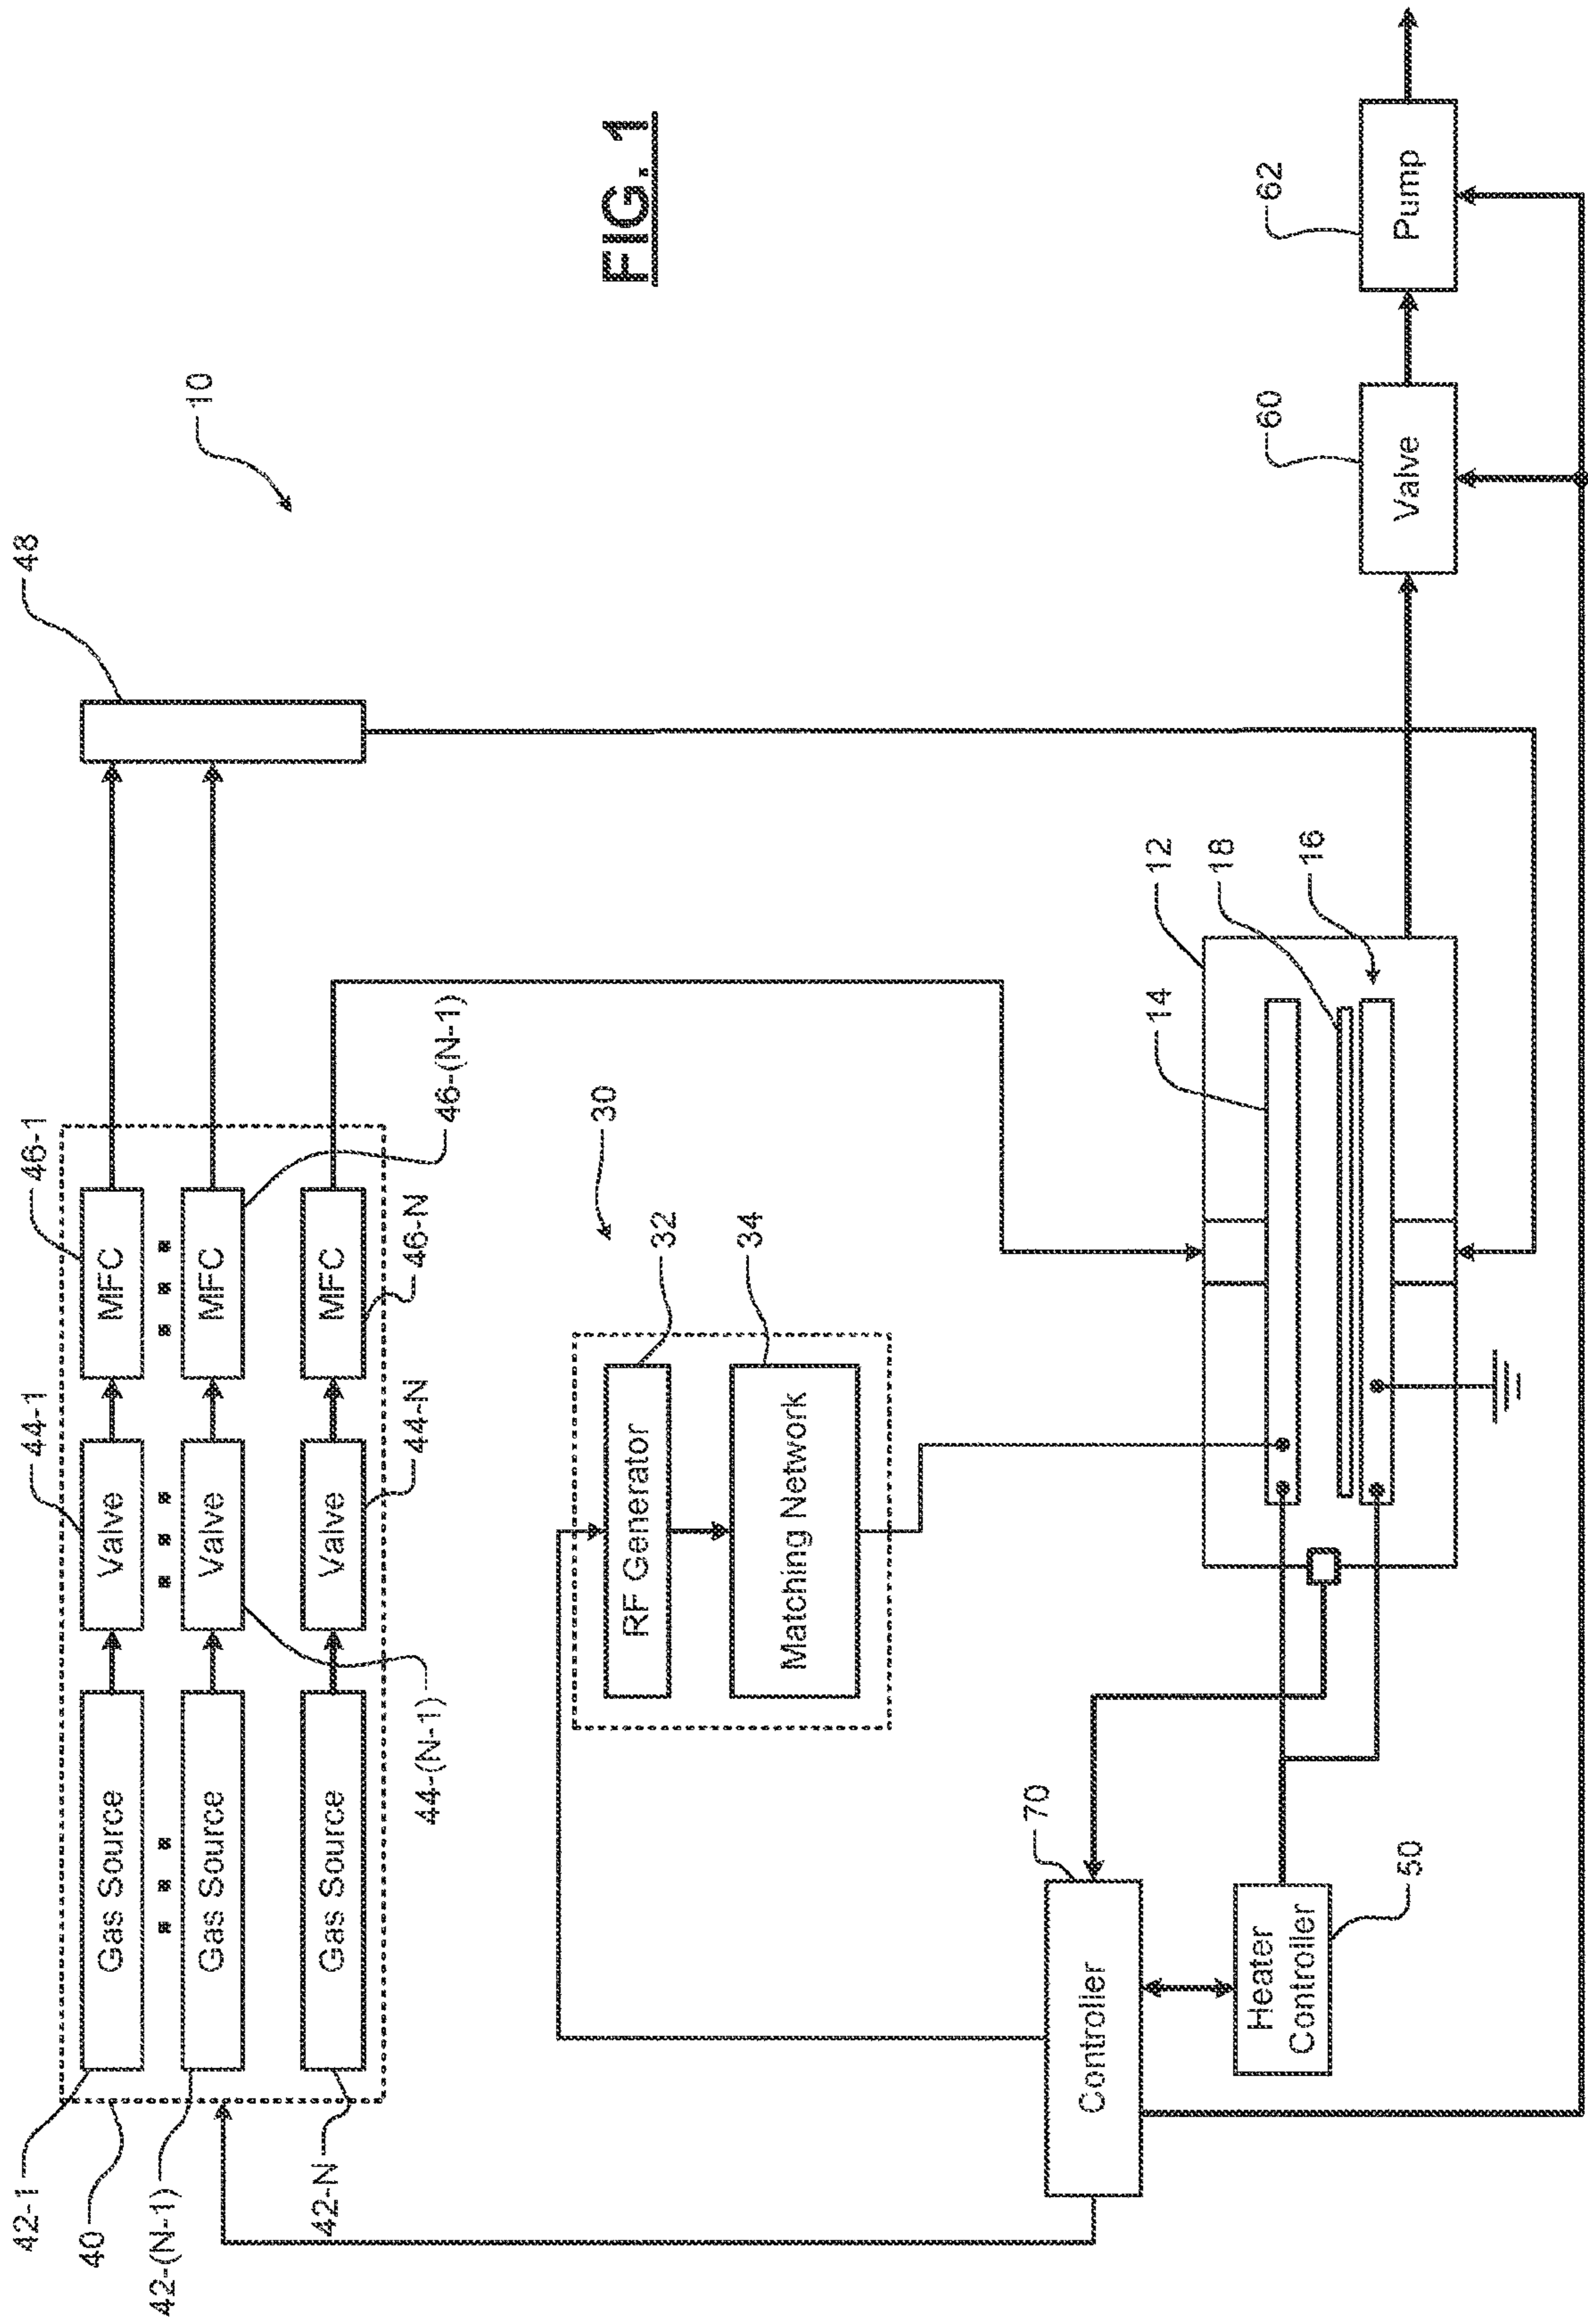 FIG. 1
10
42-1
40
42-(N-1)
42-N
Gas Source
Valve
MFC
Gas Source
Valve
MFC
Gas Source
Valve
MFC
44-1
44-(N-1)
44-N
46-1
46-(N-1)
46-N
48
30
RF Generator
32
Matching Network
34
70
Controller
Heater
Controller
50
12
14
18
16
60
Valve
62
Pump